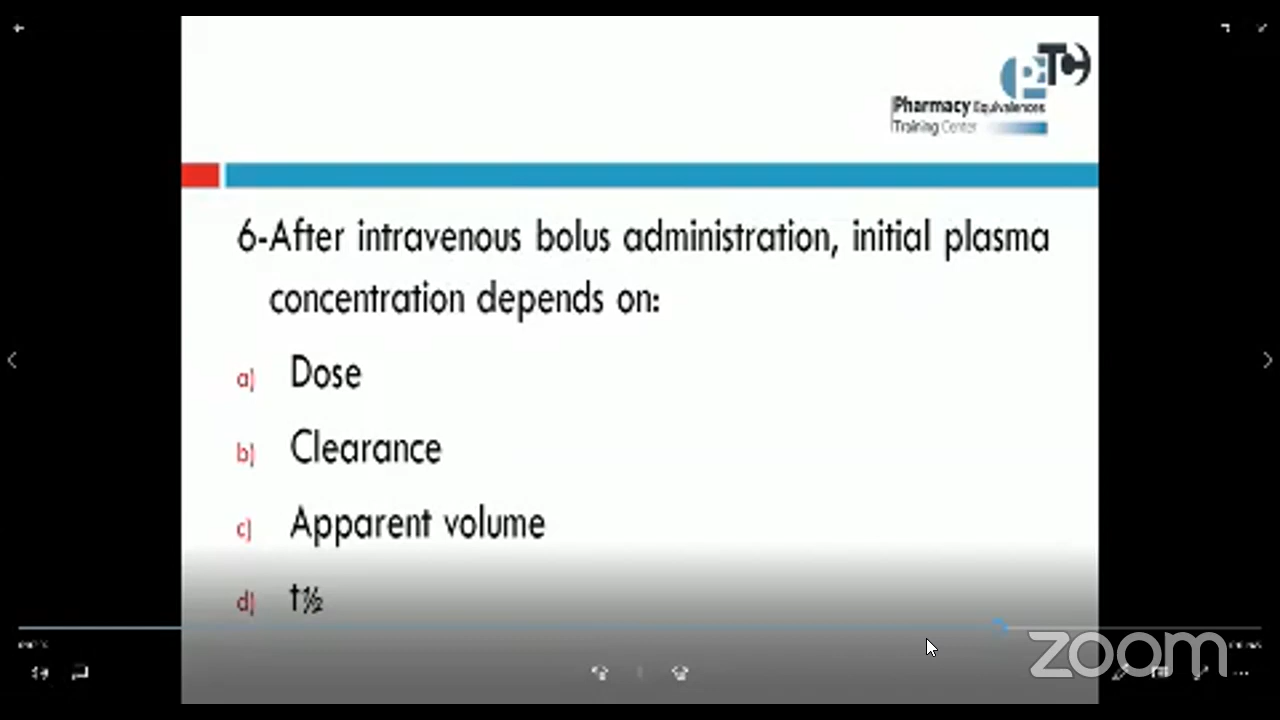 PTC
Pharmacy Equivalences
Training Center
6-After intravenous bolus administration, initial plasma
concentration depends on:
a) Dose
b) Clearance
c) Apparent volume
d) t½
zoom